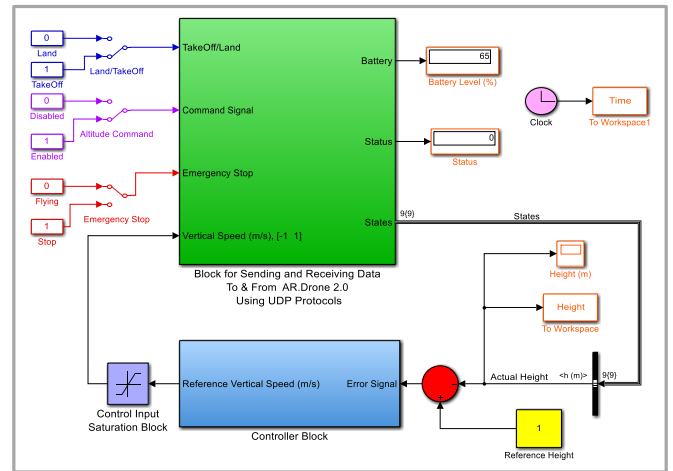 0
Land
1
TakeOff
Land/TakeOff
0
Disabled
1
Enabled
Altitude Command
0
Flying
1
Stop
Emergency Stop
TakeOff/Land
Command Signal
Emergency Stop
Vertical Speed (m/s), [-1 1]
Battery
Status
States
Block for Sending and Receiving Data
To & From AR.Drone 2.0
Using UDP Protocols
65
Battery Level (%)
0
Status
Clock
Time
To Workspace1
9{9}
States
Height (m)
Height
To Workspace
Control Input
Saturation Block
Reference Vertical Speed (m/s)
Error Signal
Controller Block
Actual Height
<h (m)>
9{9}
1
Reference Height